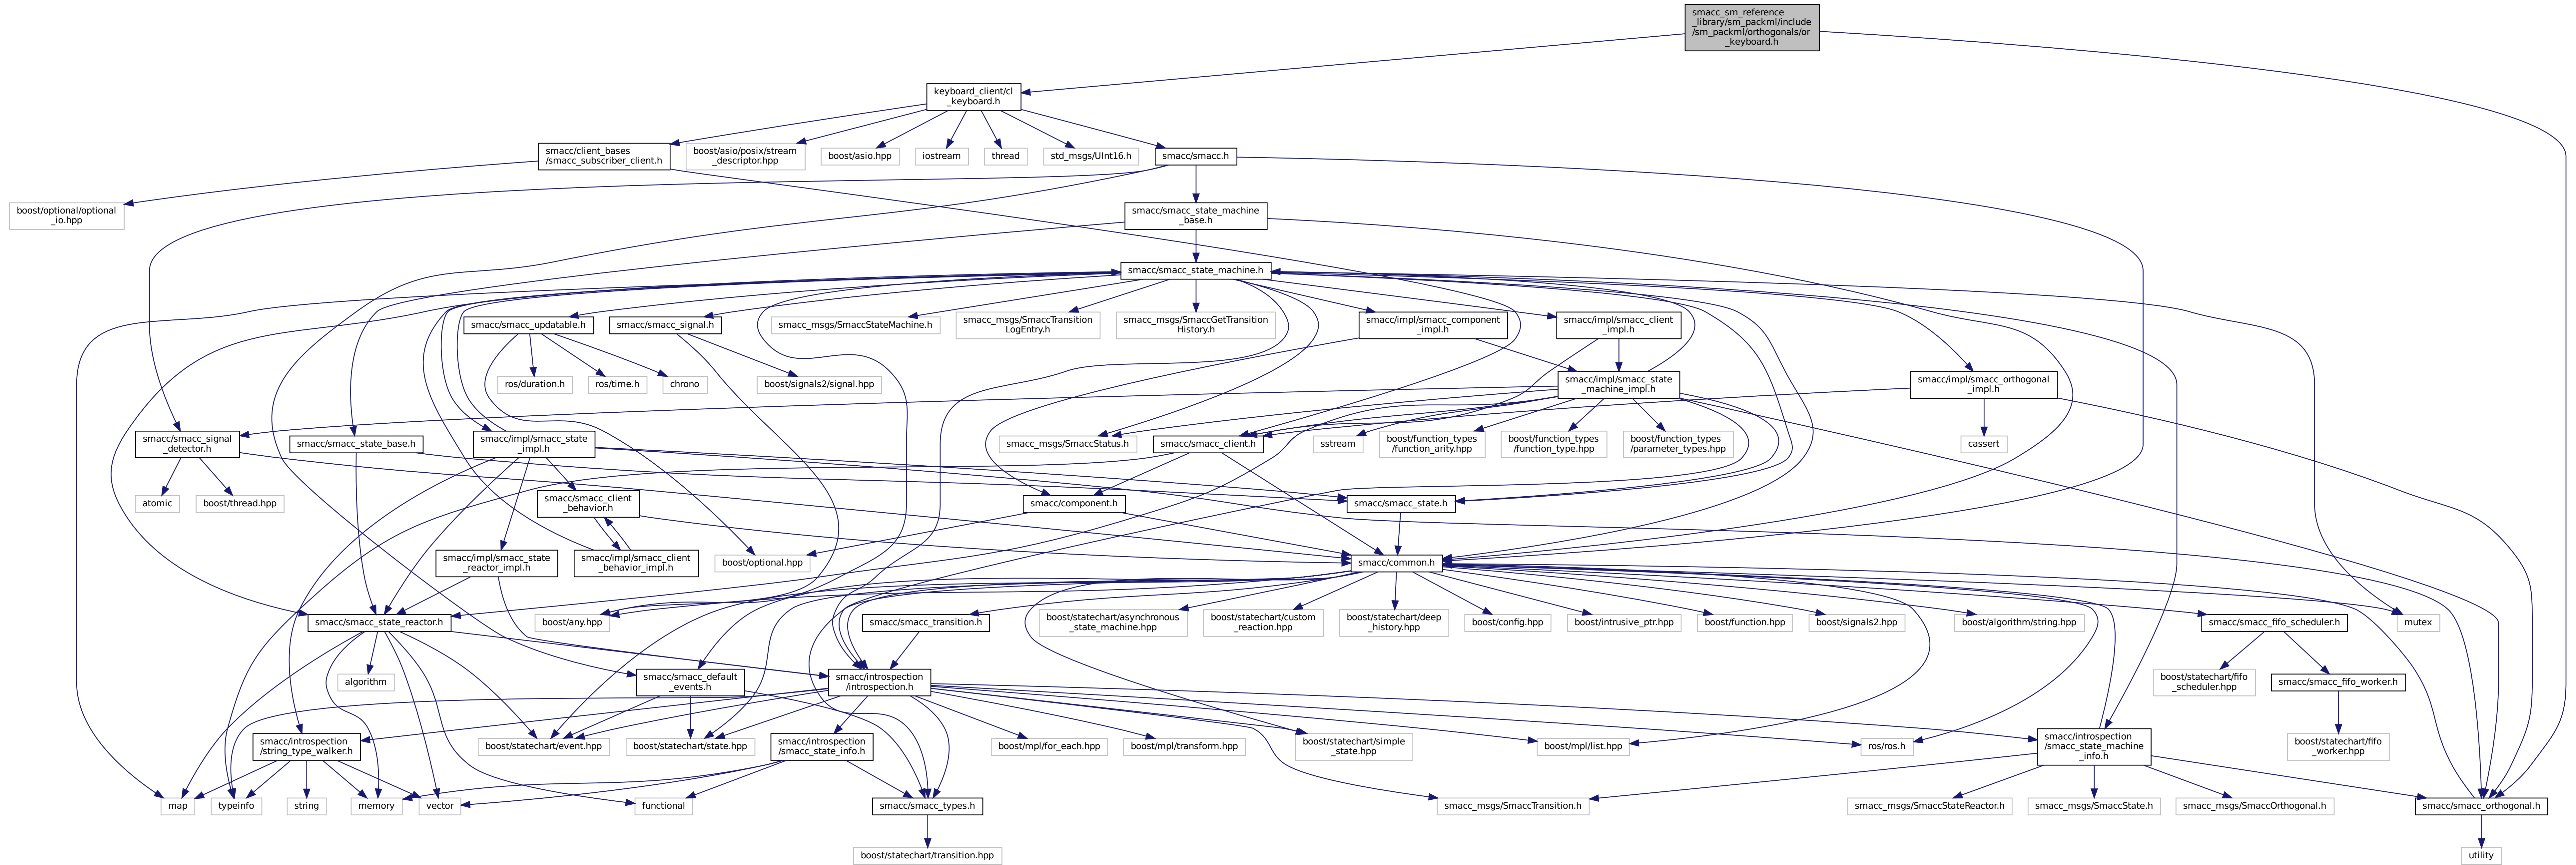 smacc_sm_reference
_library/sm_packml/include
/sm_packml/orthogonals/or
_keyboard.h
keyboard_client/cl
_keyboard.h
smacc/client_bases
/smacc_subscriber_client.h
boost/asio/posix/stream
_descriptor.hpp
boost/asio.hpp
iostream
thread
std_msgs/UInt16.h
smacc/smacc.h
boost/optional/optional
_io.hpp
smacc/smacc_state_machine
_base.h
smacc/smacc_state_machine.h
smacc/smacc_updatable.h
smacc/smacc_signal.h
smacc_msgs/SmaccStateMachine.h
smacc_msgs/SmaccTransition
LogEntry.h
smacc_msgs/SmaccGetTransition
History.h
smacc/impl/smacc_component
_impl.h
smacc/impl/smacc_client
_impl.h
ros/duration.h
ros/time.h
chrono
boost/signals2/signal.hpp
smacc/impl/smacc_state
_machine_impl.h
smacc/impl/smacc_orthogonal
_impl.h
smacc/smacc_signal
_detector.h
smacc/smacc_state_base.h
smacc/impl/smacc_state
_impl.h
smacc_msgs/SmaccStatus.h
smacc/smacc_client.h
sstream
boost/function_types
/function_arity.hpp
boost/function_types
/function_type.hpp
boost/function_types
/parameter_types.hpp
cassert
atomic
boost/thread.hpp
smacc/smacc_client
_behavior.h
smacc/component.h
smacc/smacc_state.h
smacc/impl/smacc_state
_reactor_impl.h
smacc/impl/smacc_client
_behavior_impl.h
boost/optional.hpp
smacc/common.h
smacc/smacc_state_reactor.h
boost/any.hpp
smacc/smacc_transition.h
boost/statechart/asynchronous
_state_machine.hpp
boost/statechart/custom
_reaction.hpp
boost/statechart/deep
_history.hpp
boost/config.hpp
boost/intrusive_ptr.hpp
boost/function.hpp
boost/signals2.hpp
boost/algorithm/string.hpp
smacc/smacc_fifo_scheduler.h
mutex
algorithm
smacc/smacc_default
_events.h
smacc/introspection
/introspection.h
boost/statechart/fifo
_scheduler.hpp
smacc/smacc_fifo_worker.h
smacc/introspection
/string_type_walker.h
boost/statechart/event.hpp
boost/statechart/state.hpp
smacc/introspection
/smacc_state_info.h
boost/mpl/for_each.hpp
boost/mpl/transform.hpp
boost/statechart/simple
_state.hpp
boost/mpl/list.hpp
ros/ros.h
smacc/introspection
/smacc_state_machine
_info.h
boost/statechart/fifo
_worker.hpp
map
typeinfo
string
memory
vector
functional
smacc/smacc_types.h
smacc_msgs/SmaccTransition.h
smacc_msgs/SmaccStateReactor.h
smacc_msgs/SmaccState.h
smacc_msgs/SmaccOrthogonal.h
smacc/smacc_orthogonal.h
boost/statechart/transition.hpp
utility